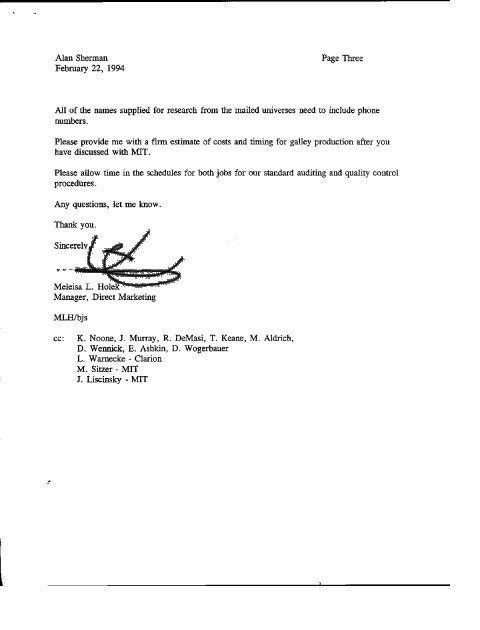 Alan Sherman Page Three
February 22, 1994
All of the names supplied for research from the mailed universes need to include phone
numbers.
Please provide me with a firm estimate of costs and timing for galley production after you
have discussed with MIT.
Please allow time in the schedules for both jobs for our standard auditing and quality control
procedures.
Any questions, let me know.
Thank you.
Sincerely,
Meleisa L. Holek
Manager, Direct Marketing
MLH/bjs
cc: K. Noone, J. Murray, R. DeMasi, T. Keane, M. Aldrich,
D. Wennick, E. Ashkin, D. Wogerbauer
L. Warnecke - Clarion
M. Sitzer - MIT
J. Liscinsky - MIT